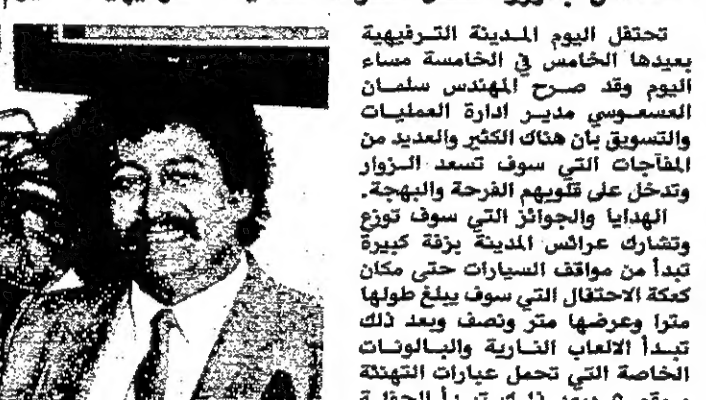 تحتفل اليوم المدينة الترفيهية
بعيدها الخامس في الخامسة مساء
اليوم وقد صرح المهندس سلمان
العسعوسي مدير ادارة العمليات
والتسويق بأن هناك الكثير والعديد من
المفآجات التي سوف تسعد الزوار
وتدخل على قلوبهم الفرحة والبهجة.
الهدايا والجوائز التي سوف توزع
وتشارك عرائس المدينة بزفة كبيرة
تبدأ من مواقف السيارات حتى مكان
كعكة الاحتفال التي سوف يبلغ طولها
مترا وعرضها متر ونصف وبعد ذلك
تبدأ الالعاب النارية والبالونات
الخاصة التي تحمل عبارات التهنئة